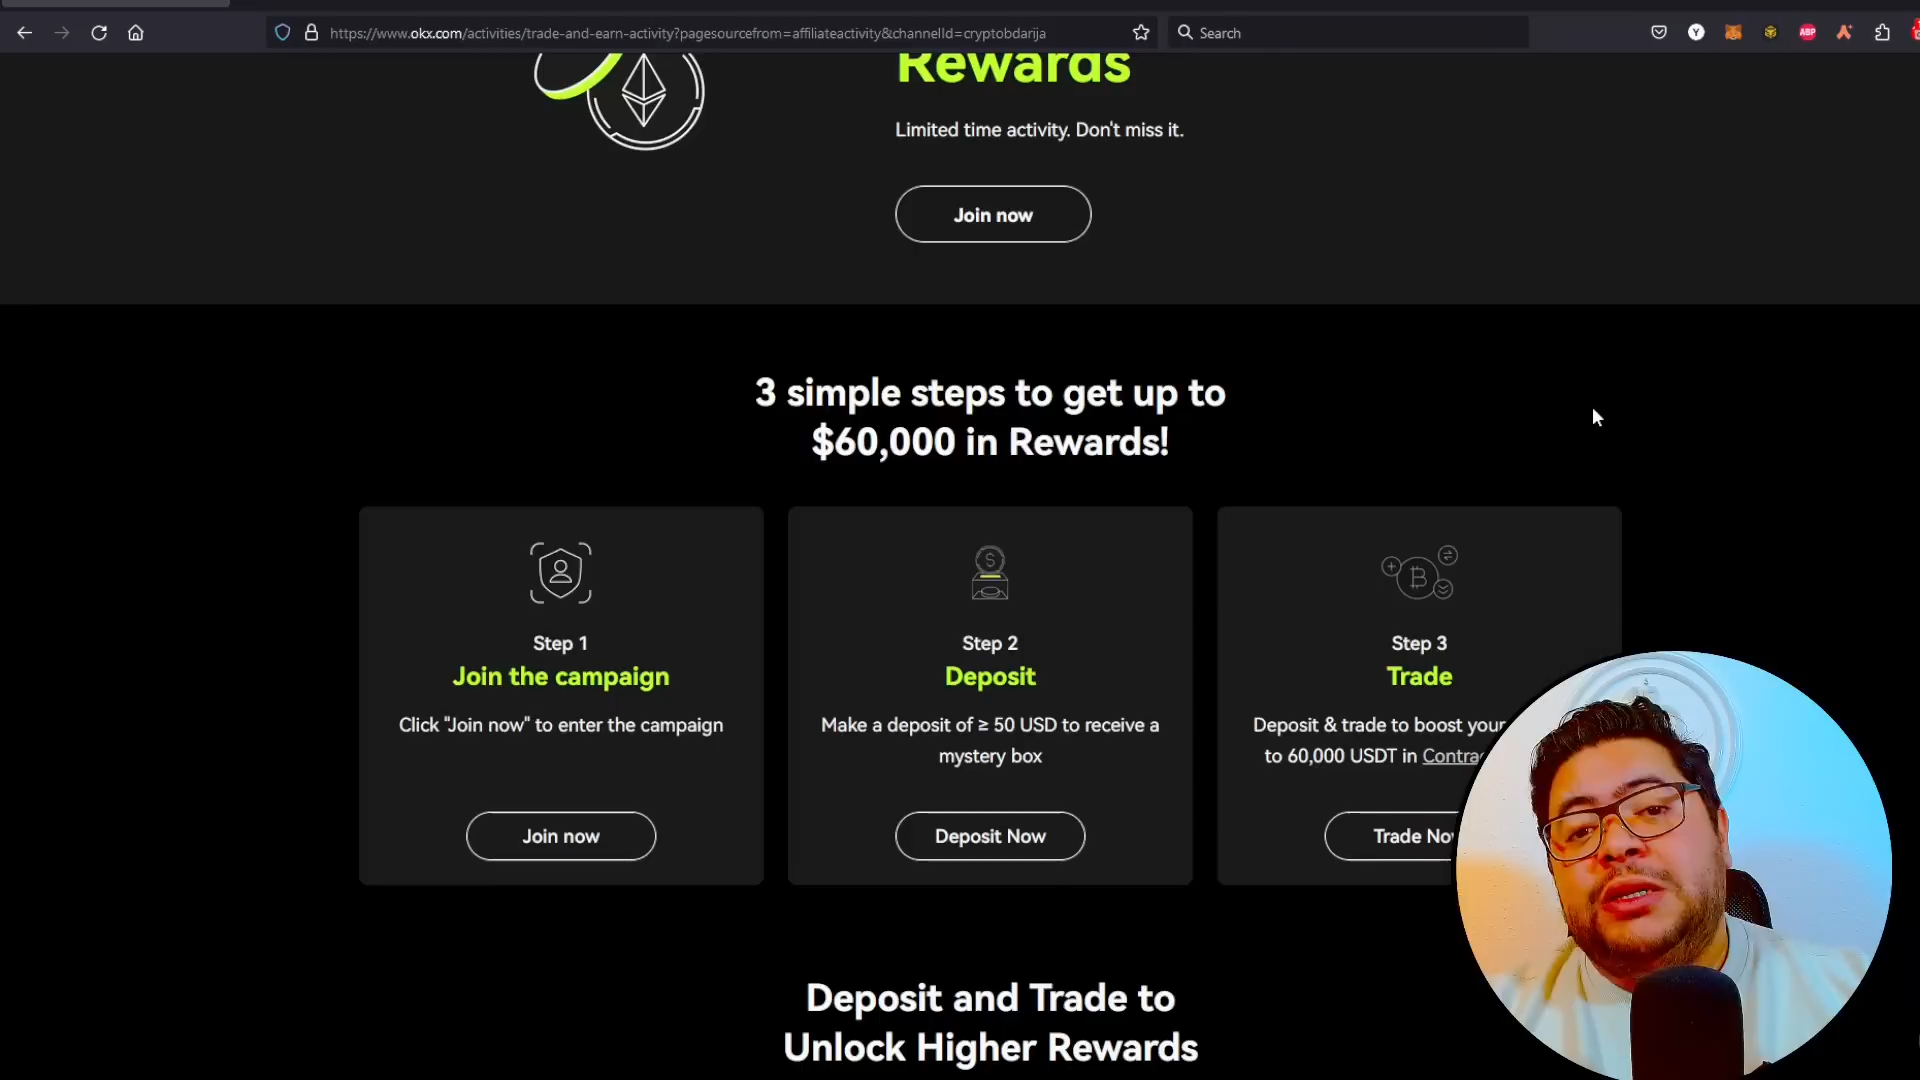 https://www.okx.com/activities/trade-and-earn-activity?pagesourcefrom=affiliateactivity&channelId=cryptobdarija
Search
Y
ABP
Rewards
Limited time activity. Don't miss it.
Join now
3 simple steps to get up to
$60,000 in Rewards!
Step 1
Join the campaign
Click "Join now" to enter the campaign
Join now
Step 2
Deposit
Make a deposit of ≥ 50 USD to receive a
mystery box
Deposit Now
Step 3
Trade
Deposit & trade to boost your
to 60,000 USDT in Contra
Trade No
Deposit and Trade to
Unlock Higher Rewards